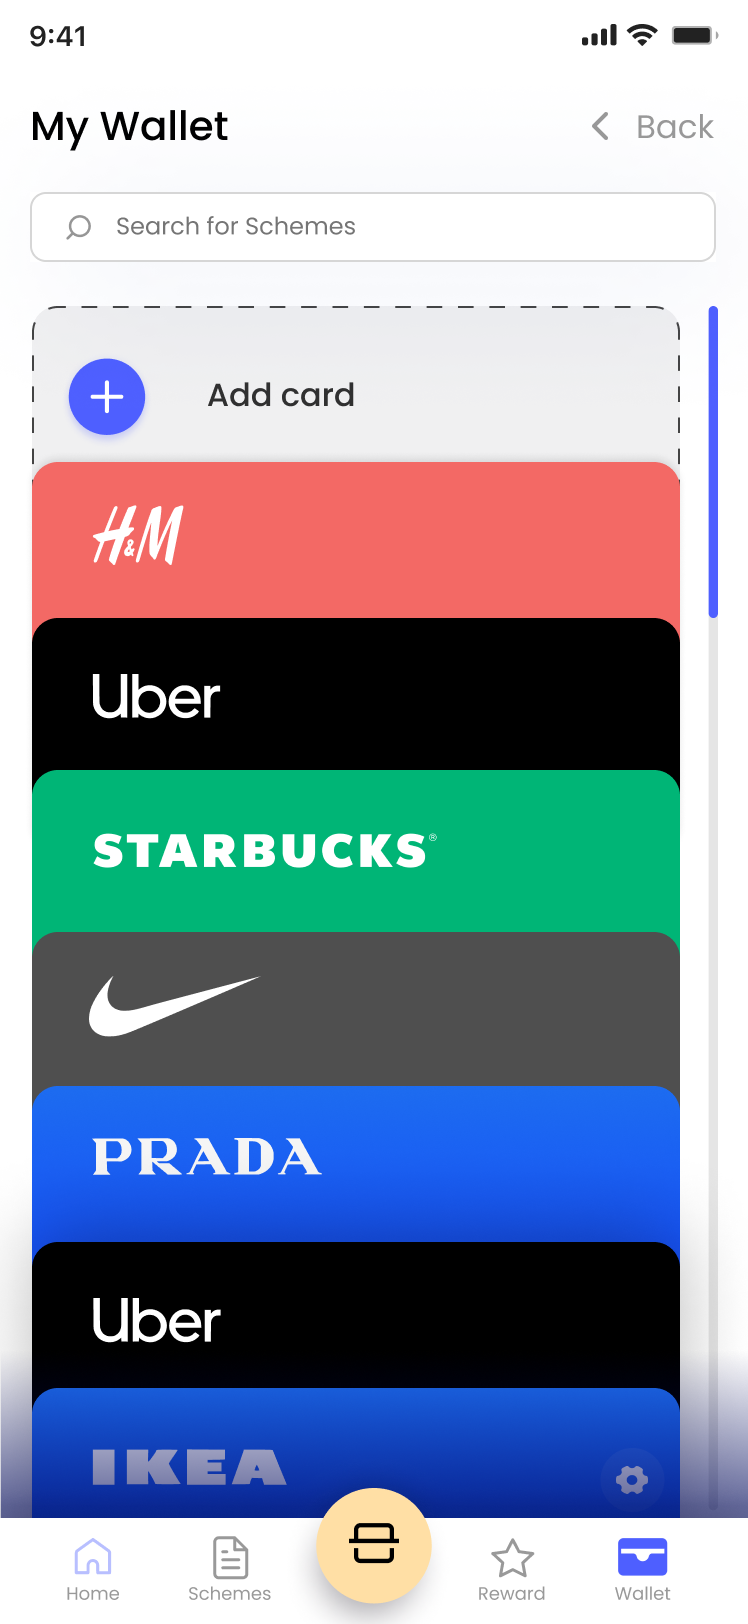 9:41
My Wallet
Back
Search for Schemes
Add card
H&M
Uber
STARBUCKS®
PRADA
Uber
IKEA
Home
Schemes
Reward
Wallet